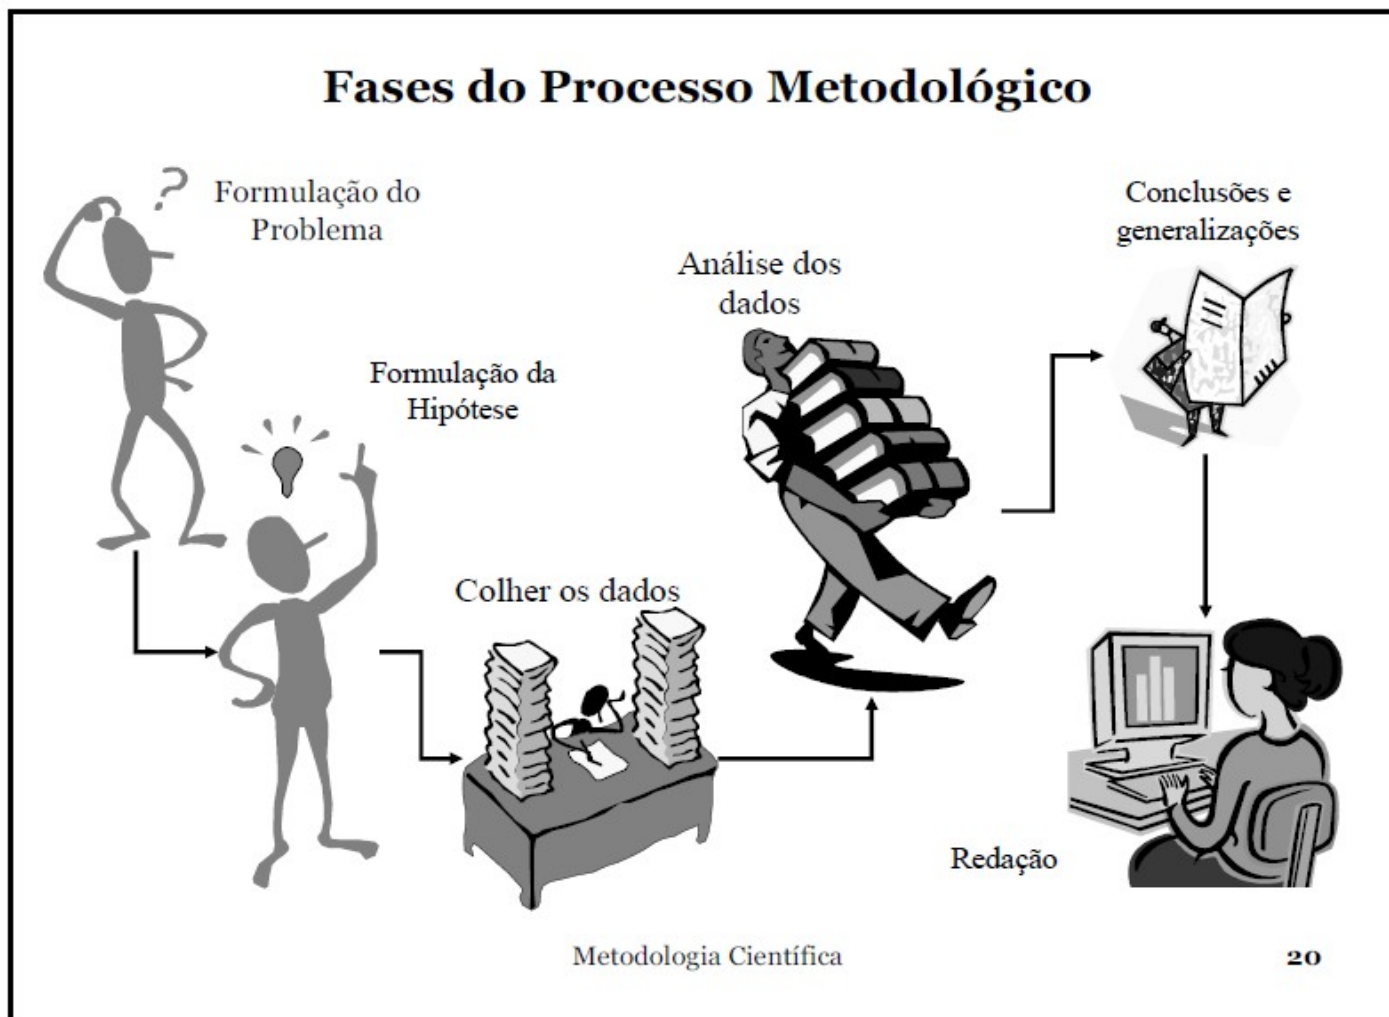 Fases do Processo Metodológico
?
Formulação do
Problema
Formulação da
Hipótese
Colher os dados
Análise dos
dados
Conclusões e
generalizações
Redação
Metodologia Científica
20